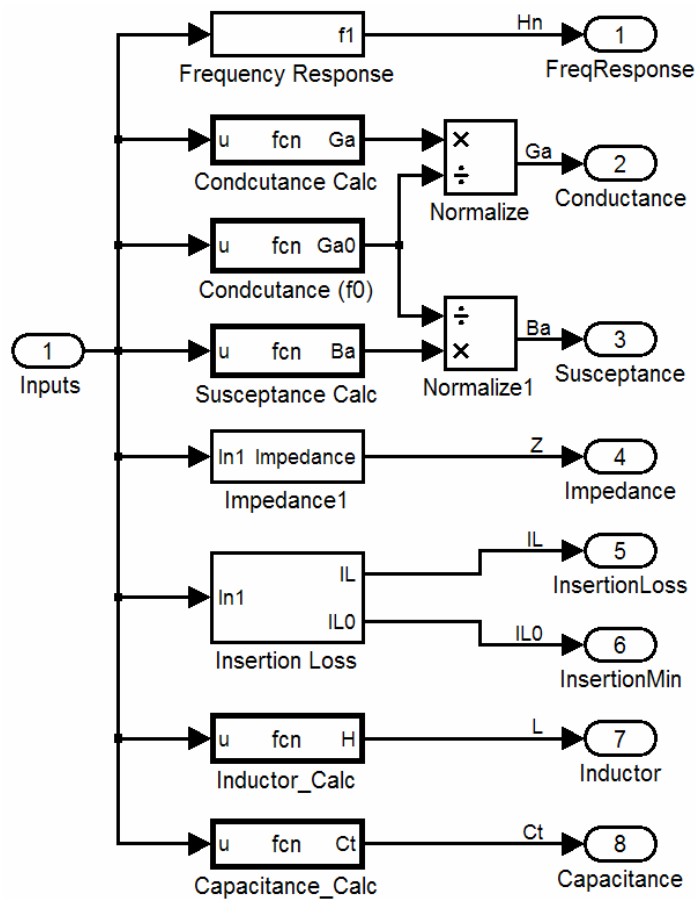 f1
Hn
1
Frequency Response
FreqResponse
u fcn Ga
×
÷
Ga
2
Condcutance Calc
Normalize
Conductance
u fcn Ga0
Condcutance (f0)
÷
×
Ba
3
1
Inputs
u fcn Ba
Susceptance Calc
Normalize1
Susceptance
In1 Impedance
Z
4
Impedance1
Impedance
In1
IL
IL0
IL
5
InsertionLoss
Insertion Loss
IL0
6
InsertionMin
u fcn H
L
7
Inductor_Calc
Inductor
u fcn Ct
Ct
8
Capacitance_Calc
Capacitance